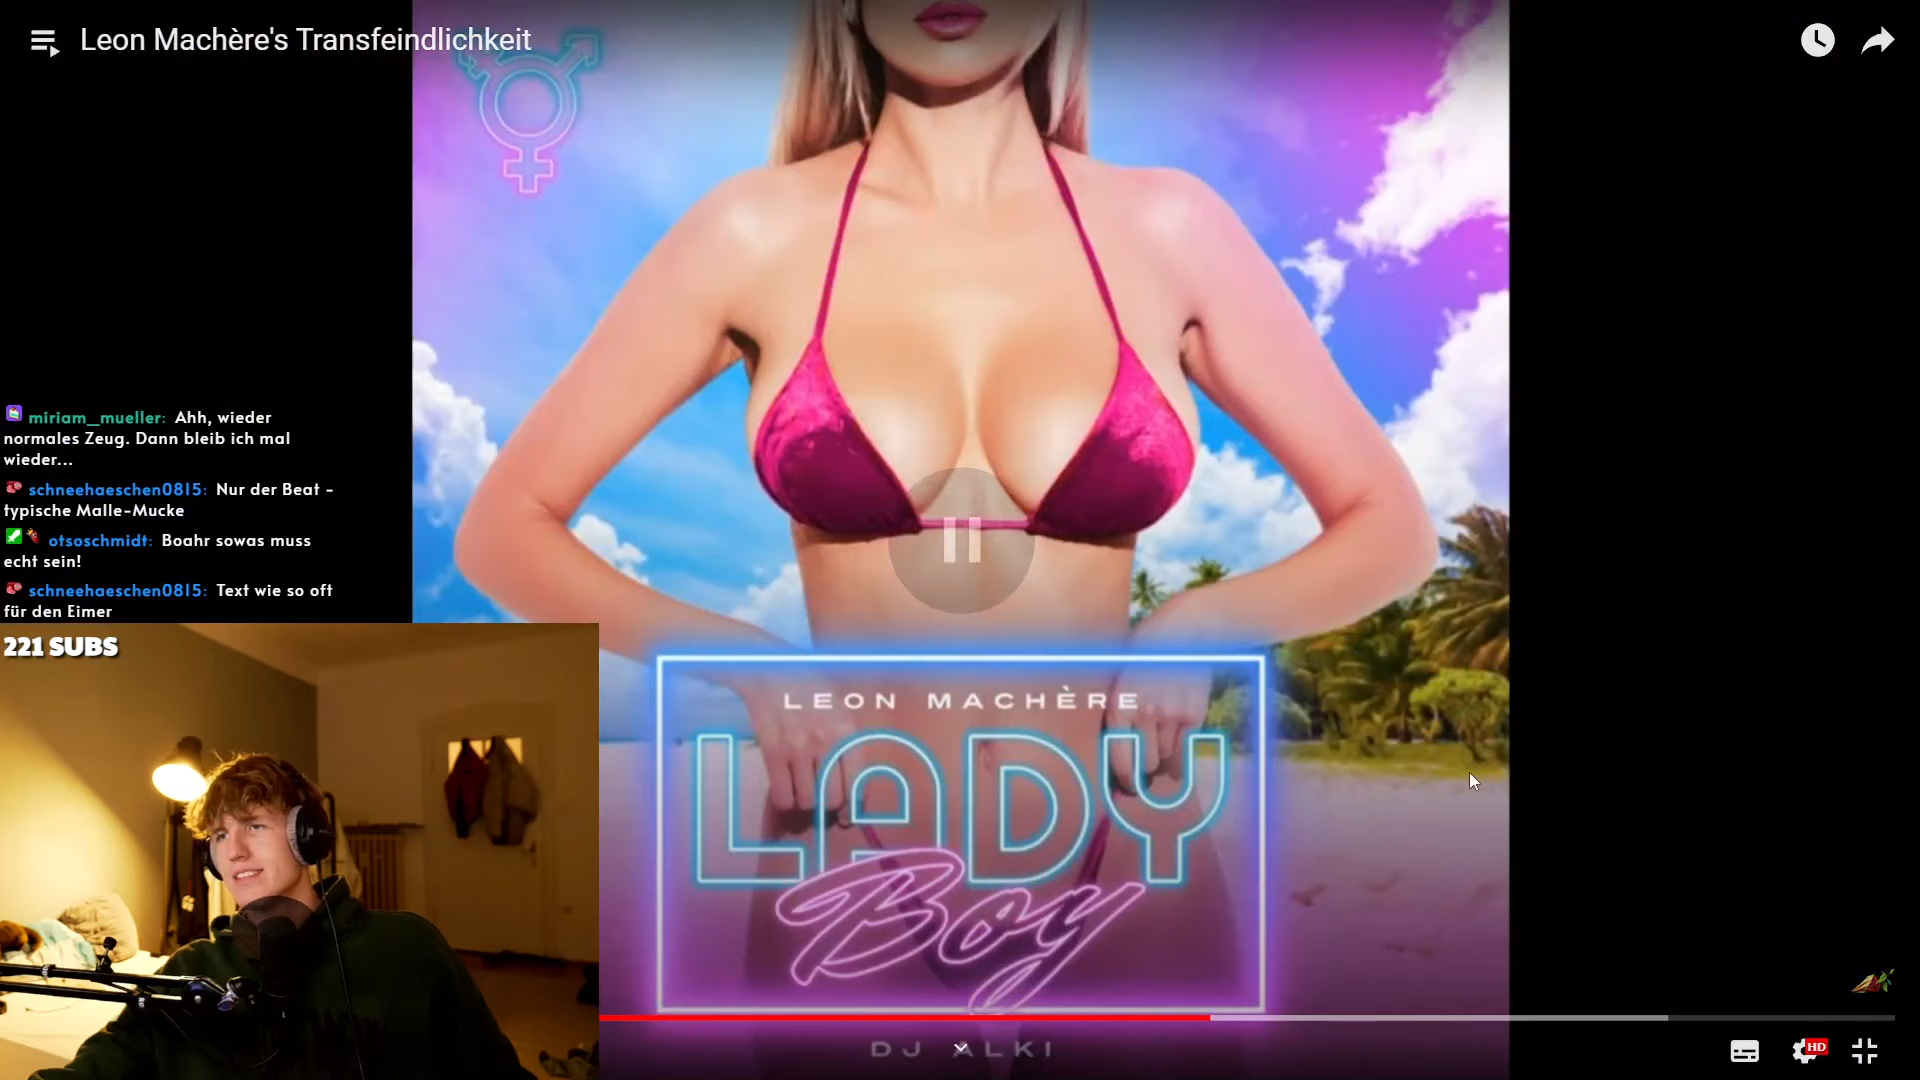 Leon Machère's Transfeindlichkeit
miriam__mueller: Ahh, wieder
normales Zeug. Dann bleib ich mal
wieder...
schneehaeschen0815: Nur der Beat -
typische Malle-Mucke
otsoschmidt: Boahr sowas muss
echt sein!
schneehaeschen0815: Text wie so oft
für den Eimer
221 SUBS
LEON MACHÈRE
LADY
Boy
DJ ALKI
HD